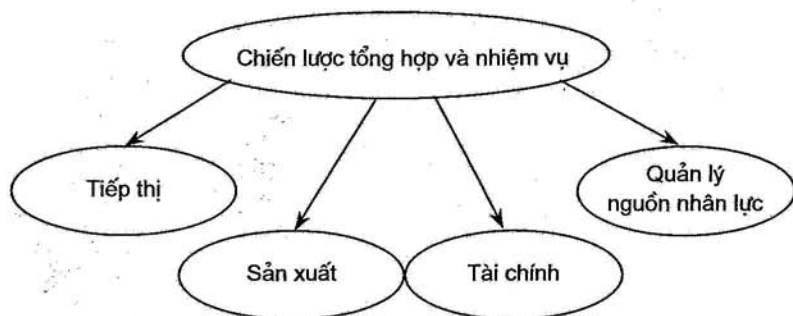 Chiến lược tổng hợp và nhiệm vụ
Tiếp thị
Quản lý
nguồn nhân lực
Sản xuất
Tài chính